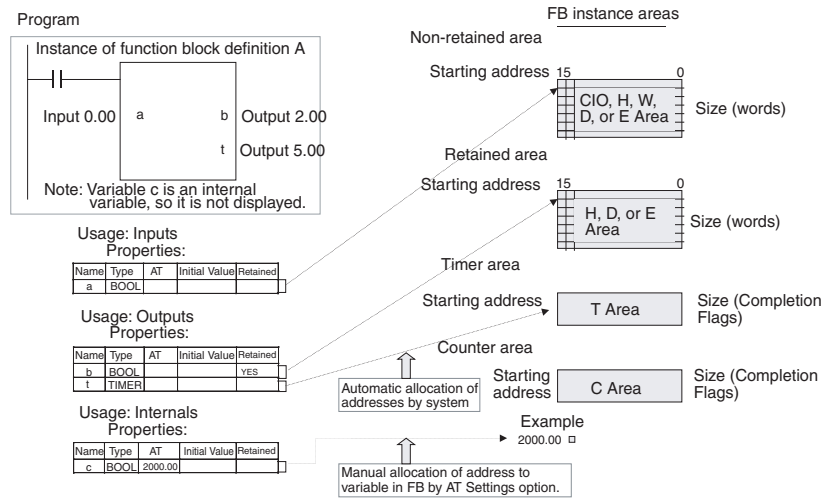 Program
Instance of function block definition A
Input 0.00
a
b
Output 2.00
t
Output 5.00
Note: Variable c is an internal
variable, so it is not displayed.
FB instance areas
Non-retained area
Starting address
15
0
CIO, H, W,
D, or E Area
Size (words)
Retained area
Starting address
15
0
H, D, or E
Area
Size (words)
Timer area
Starting address
T Area
Size (Completion
Flags)
Counter area
Starting
address
C Area
Size (Completion
Flags)
Usage: Inputs
Properties:
Name Type AT Initial Value Retained
a BOOL
Usage: Outputs
Properties:
Name Type AT Initial Value Retained
b BOOL YES
t TIMER
Automatic allocation of
addresses by system
Usage: Internals
Properties:
Name Type AT Initial Value Retained
c BOOL 2000.00
Example
2000.00
Manual allocation of address to
variable in FB by AT Settings option.